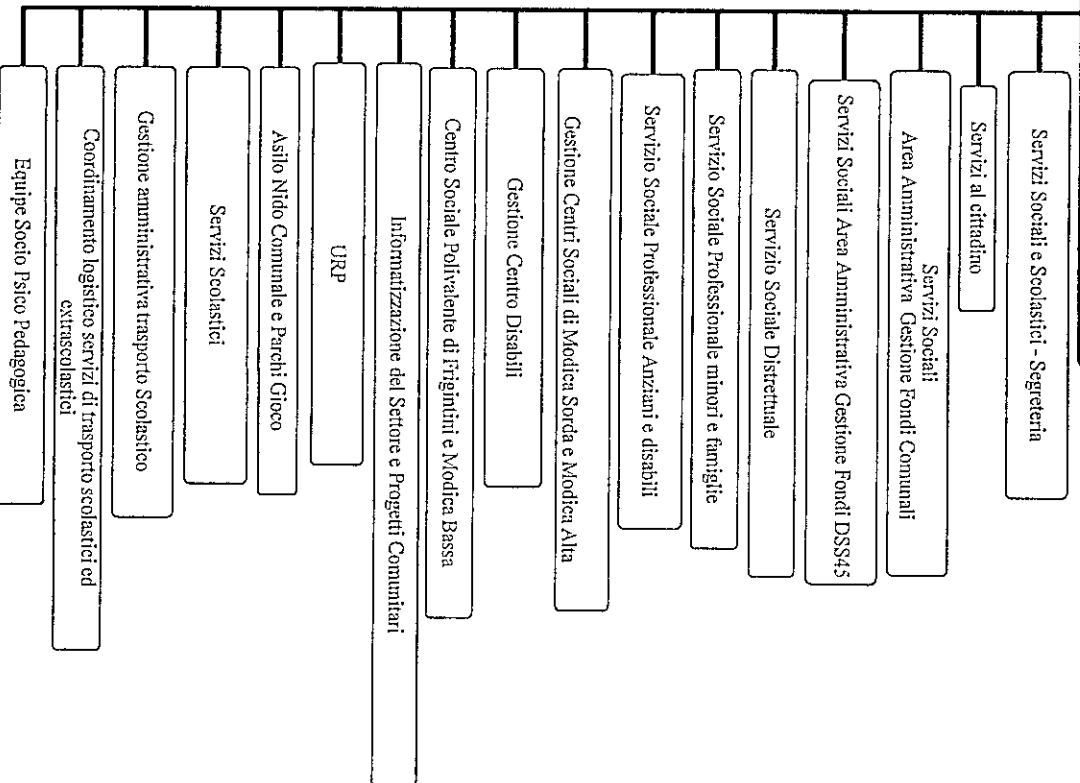 Servizi Sociali e Scolastici - Segreteria
Servizi al cittadino
Servizi Sociali
Area Amministrativa Gestione Fondi Comunali
Servizi Sociali Area Amministrativa Gestione Fondi DSS45
Servizio Sociale Distrettuale
Servizio Sociale Professionale minori e famiglie
Servizio Sociale Professionale Anziani e disabili
Gestione Centri Sociali di Modica Sorda e Modica Alta
Gestione Centro Disabili
Centro Sociale Polivalente di Frigintini e Modica Bassa
Informatizzazione del Settore e Progetti Comunitari
URP
Asilo Nido Comunale e Parchi Gioco
Servizi Scolastici
Gestione amministrativa trasporto Scolastico
Coordinamento logistico servizi di trasporto scolastici ed
extrascolastici
Equipe Socio Psico Pedagogica